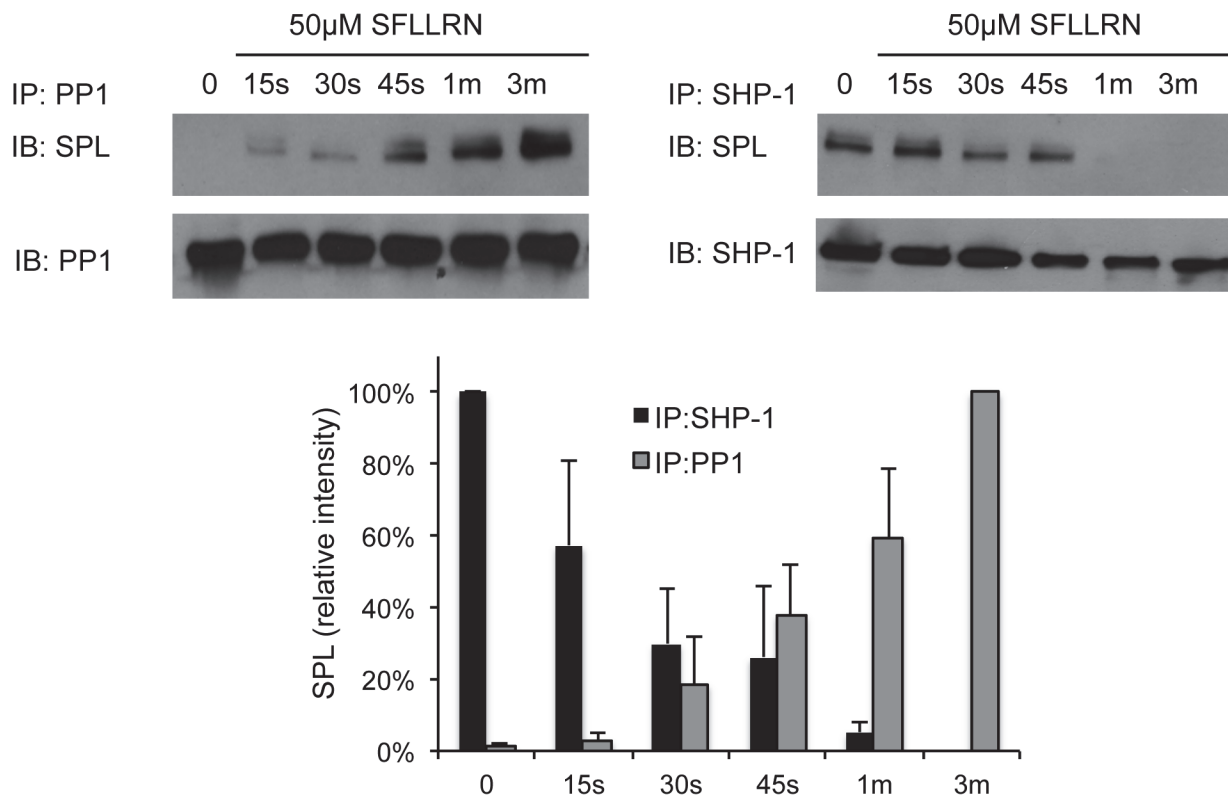 50µM SFLLRN
IP: PP1 0 15s 30s 45s 1m 3m
IB: SPL
IB: PP1
50µM SFLLRN
IP: SHP-1 0 15s 30s 45s 1m 3m
IB: SPL
IB: SHP-1
SPL (relative intensity)
100%
80%
60%
40%
20%
0%
IP:SHP-1
IP:PP1
0 15s 30s 45s 1m 3m